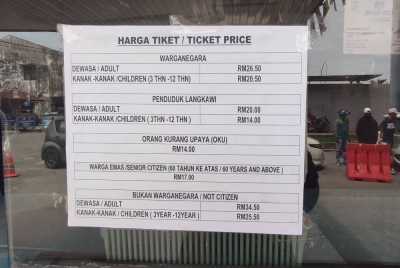 HARGA TIKET / TICKET PRICE
WARGANEGARA
DEWASA / ADULT RM26.50
KANAK -KANAK /CHILDREN (3 THN -12 THN) RM20.50
PENDUDUK LANGKAWI
DEWASA / ADULT RM20.00
KANAK-KANAK /CHILDREN ( 3THN -12 THN ) RM14.00
ORANG KURANG UPAYA (OKU)
RM14.00
WARGA EMAS /SENIOR CITIZEN (60 TAHUN KE ATAS / 60 YEARS AND ABOVE )
RM17.00
BUKAN WARGANEGARA / NOT CITIZEN
DEWASA / ADULT RM34.50
KANAK-KANAK / CHILDREN ( 3YEAR -12YEAR ) RM25.50